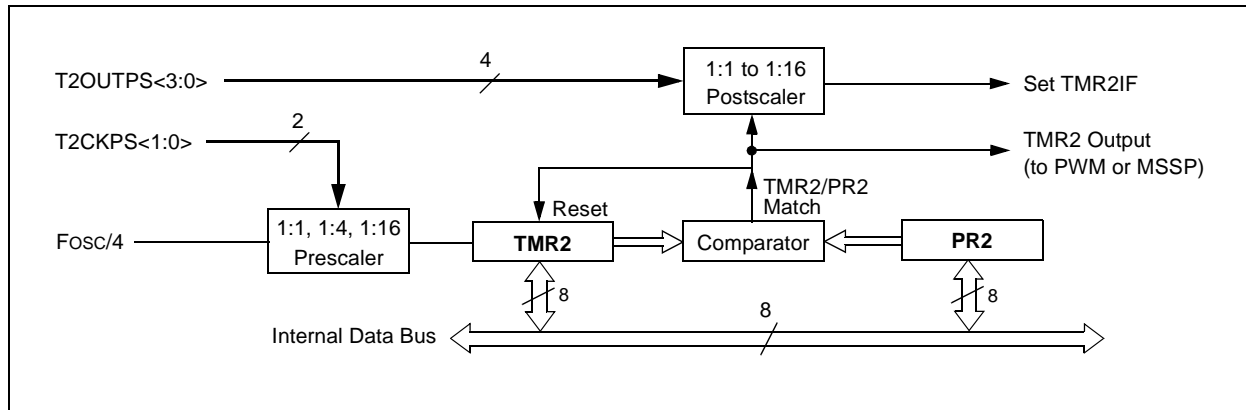 T2OUTPS<3:0>
4
1:1 to 1:16
Postscaler
Set TMR2IF
T2CKPS<1:0>
2
TMR2 Output
(to PWM or MSSP)
TMR2/PR2
Match
Reset
FOSC/4
1:1, 1:4, 1:16
Prescaler
TMR2
Comparator
PR2
8
8
8
Internal Data Bus